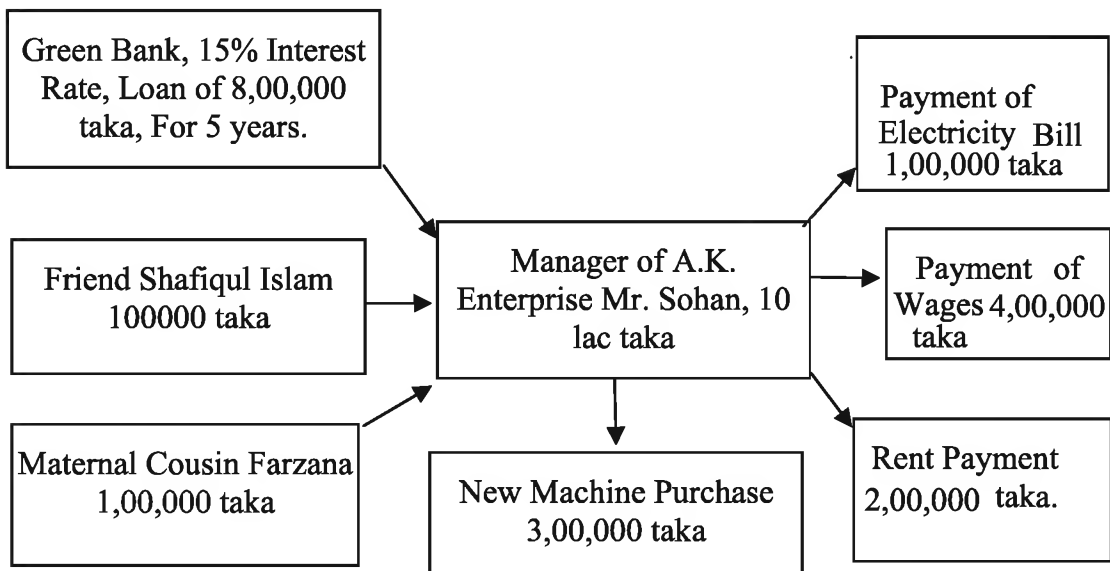 Green Bank, 15% Interest
Rate, Loan of 8,00,000
taka, For 5 years.
Payment of
Electricity Bill
1,00,000 taka
Friend Shafiqul Islam
100000 taka
Manager of A.K.
Enterprise Mr. Sohan, 10
lac taka
Payment of
Wages 4,00,000
taka
Maternal Cousin Farzana
1,00,000 taka
New Machine Purchase
3,00,000 taka
Rent Payment
2,00,000 taka.